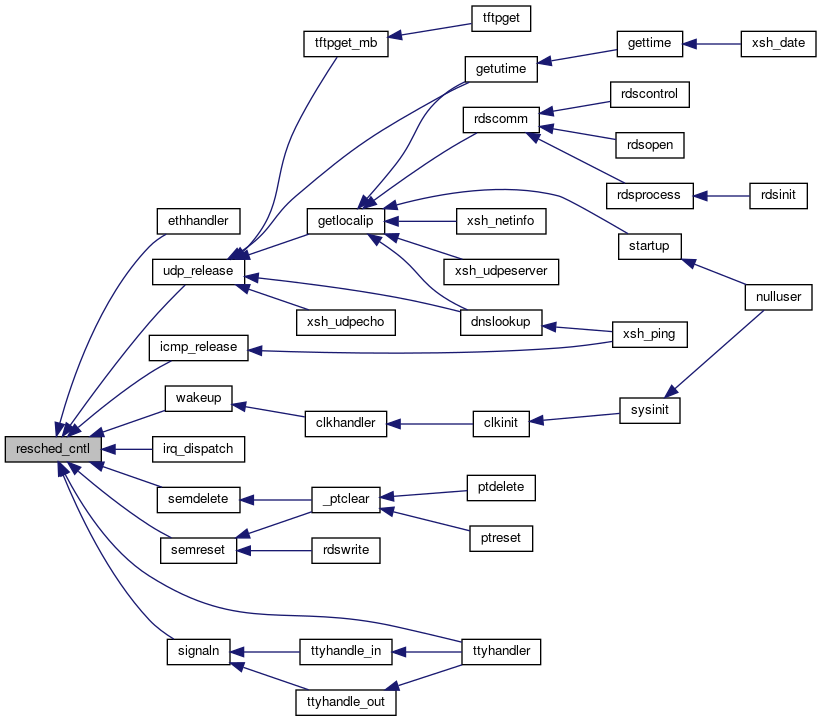 tftpget
tftpget_mb
gettime
xsh_date
getutime
rdscontrol
rdscomm
rdsopen
rdsprocess
rdsinit
ethhandler
getlocalip
xsh_netinfo
startup
udp_release
xsh_udpeserver
nulluser
xsh_udpecho
dnslookup
xsh_ping
icmp_release
wakeup
clkhandler
clkinit
sysinit
resched_cntl
irq_dispatch
semdelete
_ptclear
ptdelete
semreset
rdswrite
ptreset
signaln
ttyhandle_in
ttyhandler
ttyhandle_out